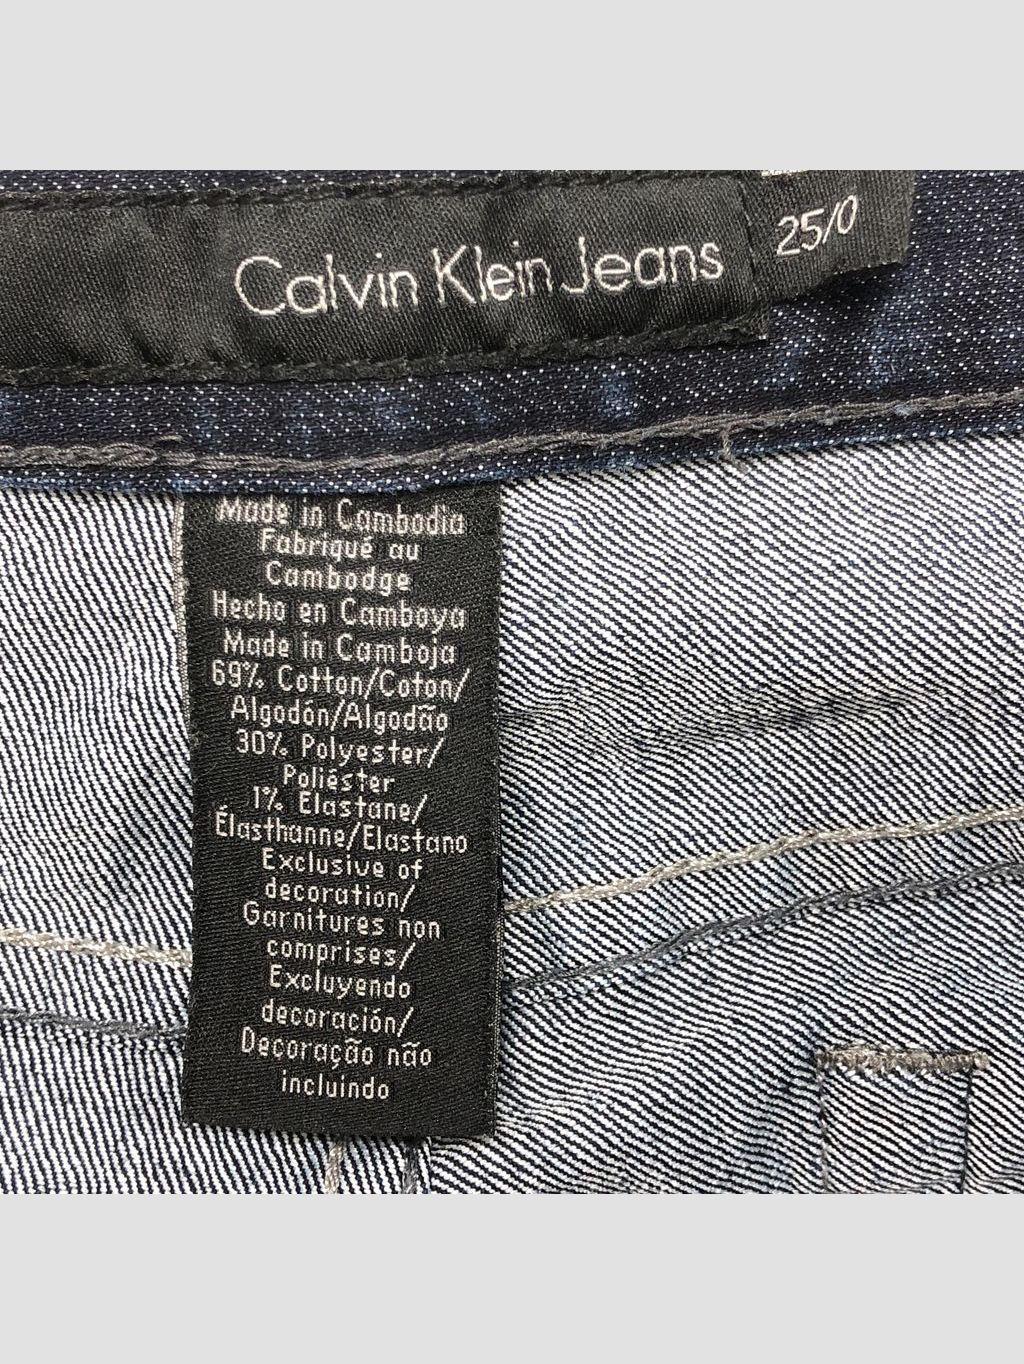 Calvin Klein Jeans
25/0
Made in Cambodia
Fabriqué au
Cambodge
Hecho en Camboya
Made in Camboja
69% Cotton/Coton/
Algodón/Algodão
30% Polyester/
Poliéster
1% Elastane/
Élasthanne/Elastano
Exclusive of
decoration/
Garnitures non
comprises/
Excluyendo
decoración/
Decoração não
incluindo